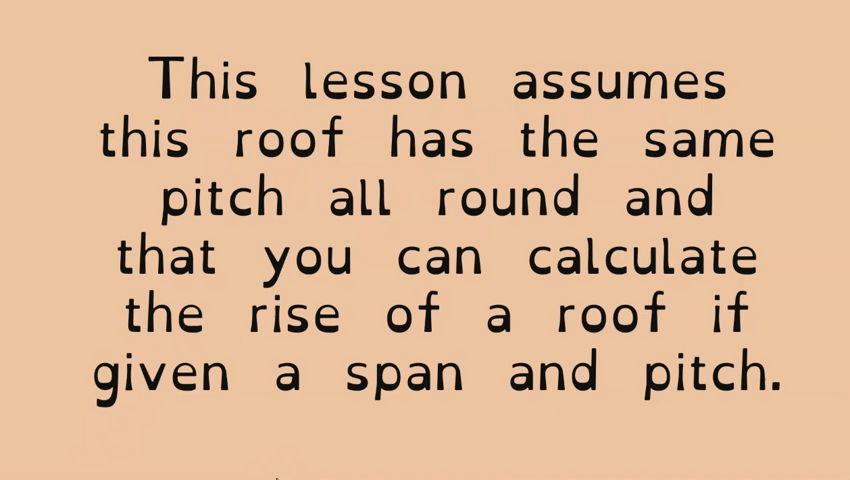 This lesson assumes
this roof has the same
pitch all round and
that you can calculate
the rise of a roof if
given a span and pitch.